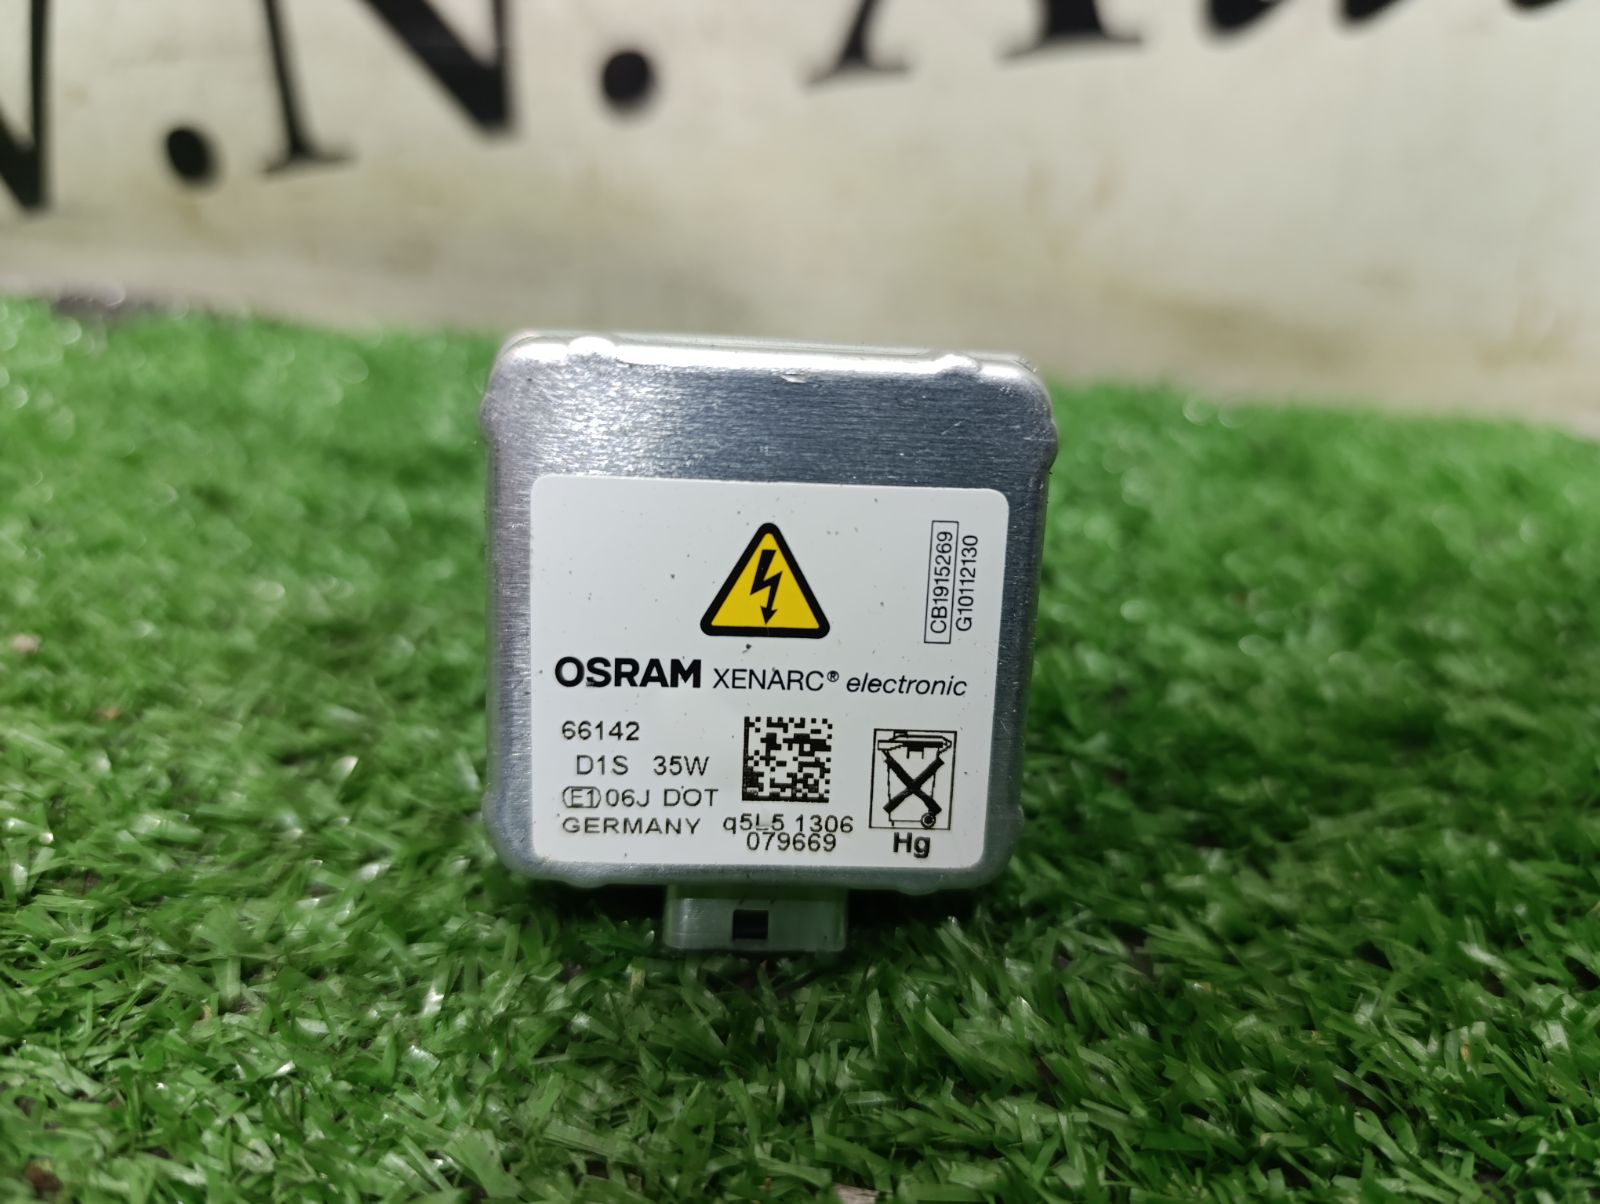 N.N.
CB1915269
G10112130
OSRAM XENARC® electronic
66142
D1S 35W
E1 06J DOT
GERMANY q5L5 1306
079669
Hg